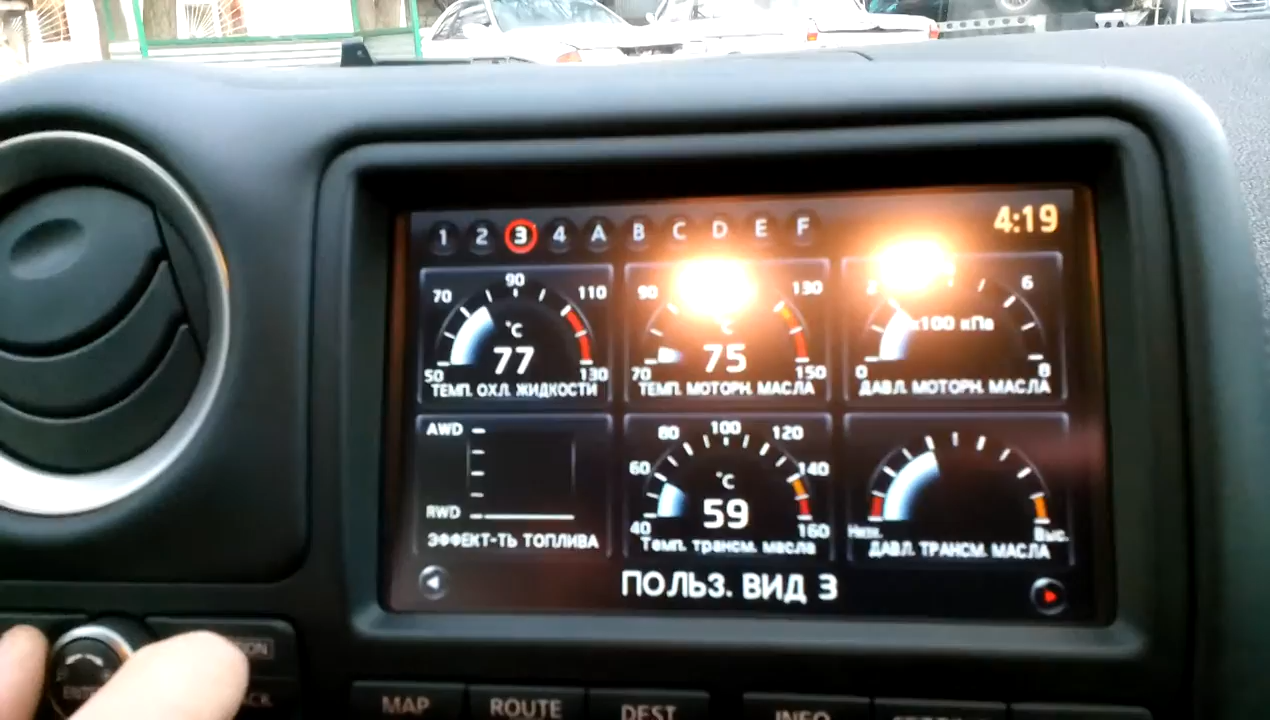 1 2 3 4 A B C D E F 4:19
90
70 110
°C
77
50 130
ТЕМП. ОХЛ. ЖИДКОСТИ
90 130
°C
75
70 150
ТЕМП. МОТОРН. МАСЛА
2 6
x100 кПа
0 8
ДАВЛ. МОТОРН. МАСЛА
AWD
RWD
ЭФФЕКТ-ТЬ ТОПЛИВА
100
80 120
60 140
°C
59
40 160
Темп. трансм. масла
Низк. Выс.
ДАВЛ. ТРАНСМ. МАСЛА
ПОЛЬЗ. ВИД 3
MAP ROUTE DEST INFO